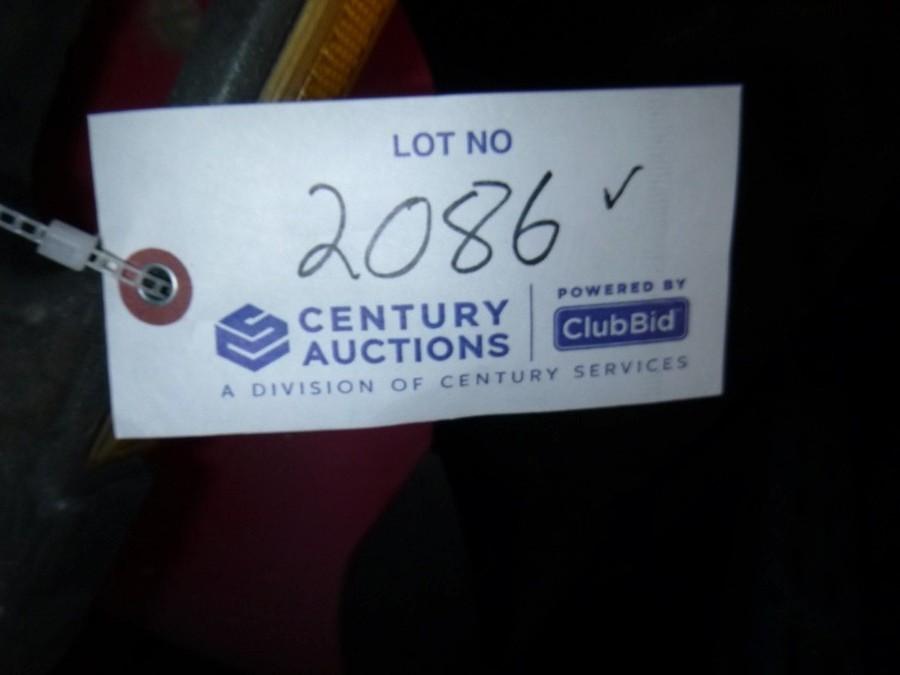 LOT NO
2086 ✓
CENTURY
AUCTIONS
POWERED BY
ClubBid
A DIVISION OF CENTURY SERVICES